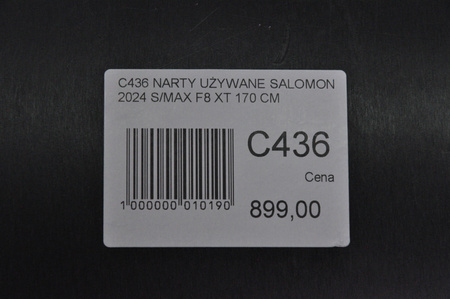 C436 NARTY UŻYWANE SALOMON
2024 S/MAX F8 XT 170 CM
C436
Cena
899,00
1 000000 010190